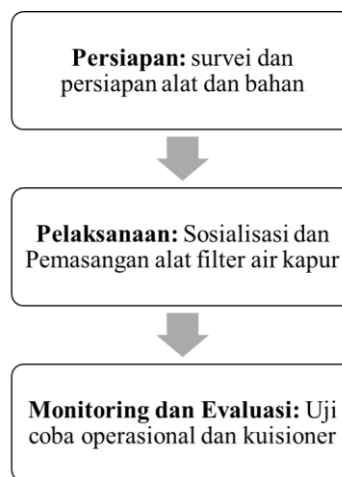 Persiapan: survei dan
persiapan alat dan bahan
Pelaksanaan: Sosialisasi dan
Pemasangan alat filter air kapur
Monitoring dan Evaluasi: Uji
coba operasional dan kuisioner